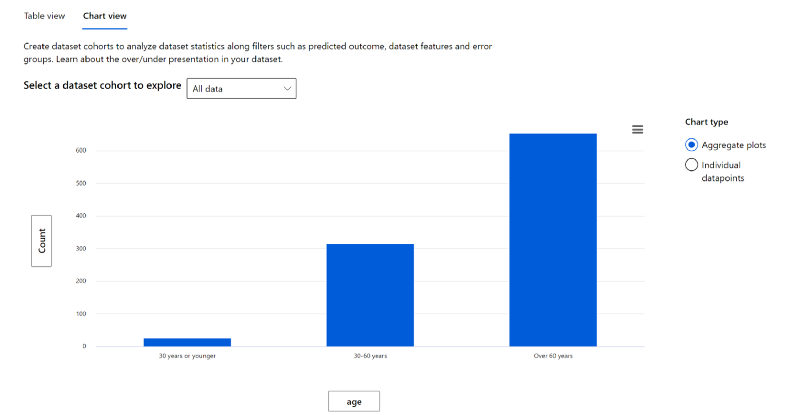 Table view Chart view
Create dataset cohorts to analyze dataset statistics along filters such as predicted outcome, dataset features and error
groups. Learn about the over/under presentation in your dataset.
Select a dataset cohort to explore All data
Chart type
Aggregate plots
Individual
datapoints
600
500
400
300
200
100
0
Count
30 years or younger 30-60 years Over 60 years
age